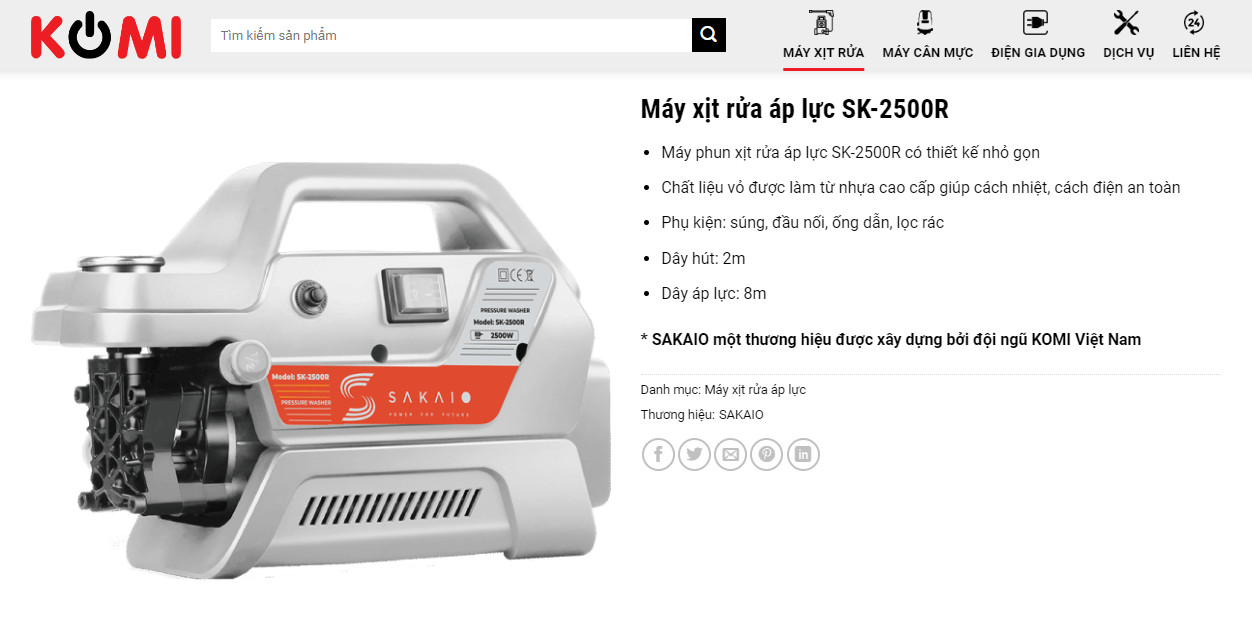 KOMI
Tìm kiếm sản phẩm
24
MÁY XỊT RỬA
MÁY CÂN MỰC
ĐIỆN GIA DỤNG
DỊCH VỤ
LIÊN HỆ
Máy xịt rửa áp lực SK-2500R
Máy phun xịt rửa áp lực SK-2500R có thiết kế nhỏ gọn
Chất liệu vỏ được làm từ nhựa cao cấp giúp cách nhiệt, cách điện an toàn
Phụ kiện: súng, đầu nối, ống dẫn, lọc rác
Dây hút: 2m
Dây áp lực: 8m
* SAKAIO một thương hiệu được xây dựng bởi đội ngũ KOMI Việt Nam
Danh mục: Máy xịt rửa áp lực
Thương hiệu: SAKAIO
CE
PRESSURE WASHER
Model: SK-2500R
2500W
Model: SK-2500R
PRESSURE WASHER
SAKAIO
POWER FOR FUTURE